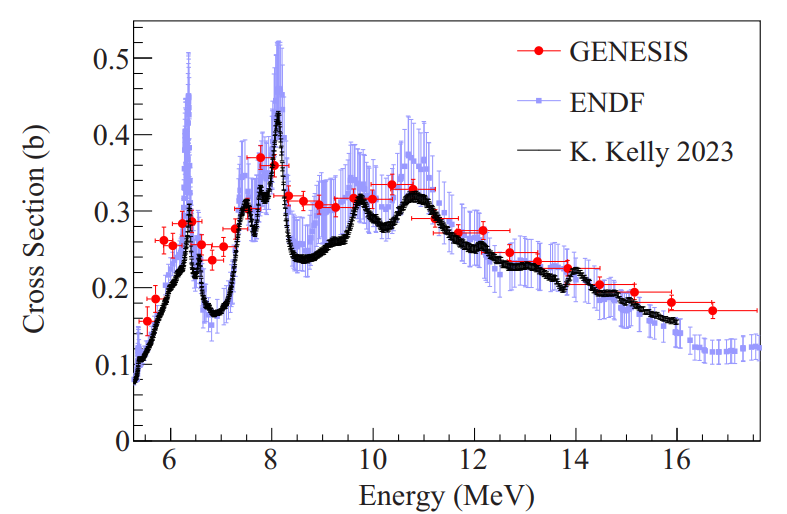 GENESIS
ENDF
K. Kelly 2023
Cross Section (b)
0.5
0.4
0.3
0.2
0.1
0
6 8 10 12 14 16
Energy (MeV)